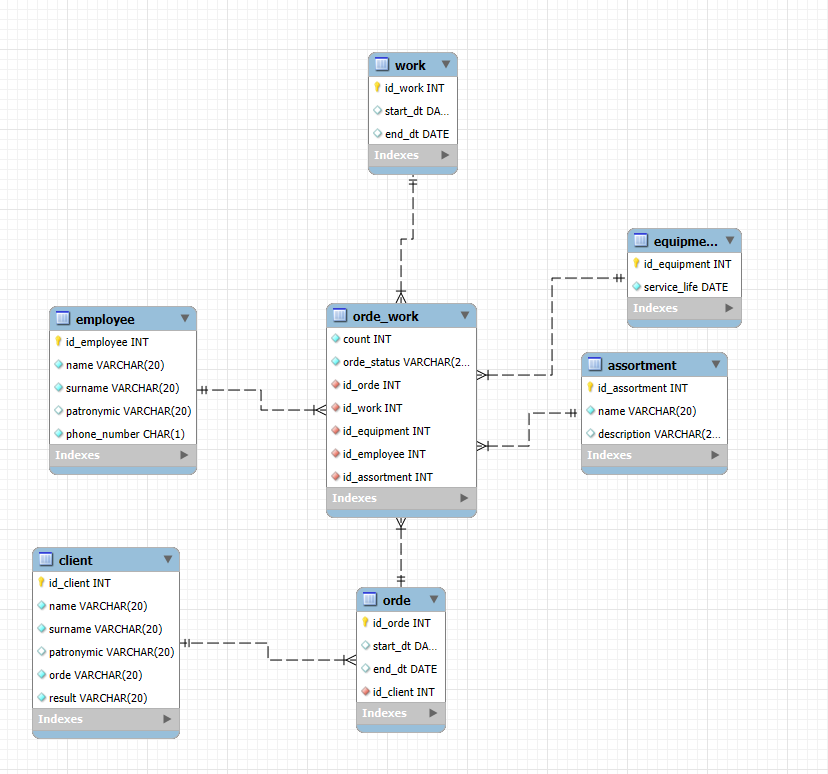 work
id_work INT
start_dt DA...
end_dt DATE
Indexes
equipme...
id_equipment INT
service_life DATE
Indexes
employee
id_employee INT
name VARCHAR(20)
surname VARCHAR(20)
patronymic VARCHAR(20)
phone_number CHAR(1)
Indexes
orde_work
count INT
orde_status VARCHAR(2...
id_orde INT
id_work INT
id_equipment INT
id_employee INT
id_assortment INT
Indexes
assortment
id_assortment INT
name VARCHAR(20)
description VARCHAR(2...
Indexes
client
id_client INT
name VARCHAR(20)
surname VARCHAR(20)
patronymic VARCHAR(20)
orde VARCHAR(20)
result VARCHAR(20)
Indexes
orde
id_orde INT
start_dt DA...
end_dt DATE
id_client INT
Indexes